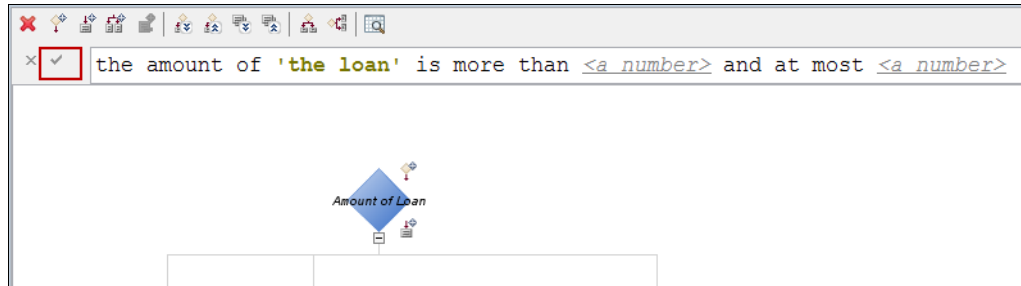 the amount of 'the loan' is more than <a number> and at most <a number>
Amount of Loan